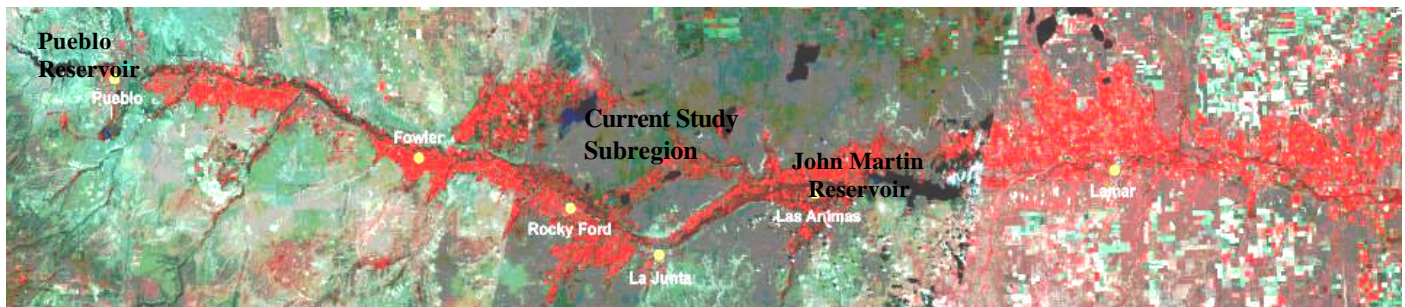 Pueblo
Reservoir
Pueblo
Fowler
Current Study
Subregion
Rocky Ford
La Junta
John Martin
Reservoir
Las Animas
Lamar